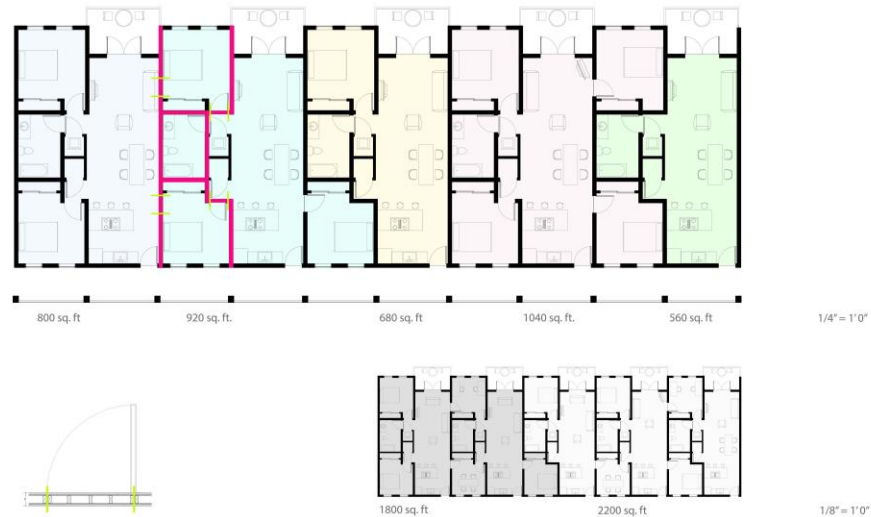 800 sq. ft
920 sq. ft.
680 sq. ft
1040 sq. ft.
560 sq. ft
1/4" = 1' 0"
1800 sq. ft
2200 sq. ft
1/8" = 1' 0"